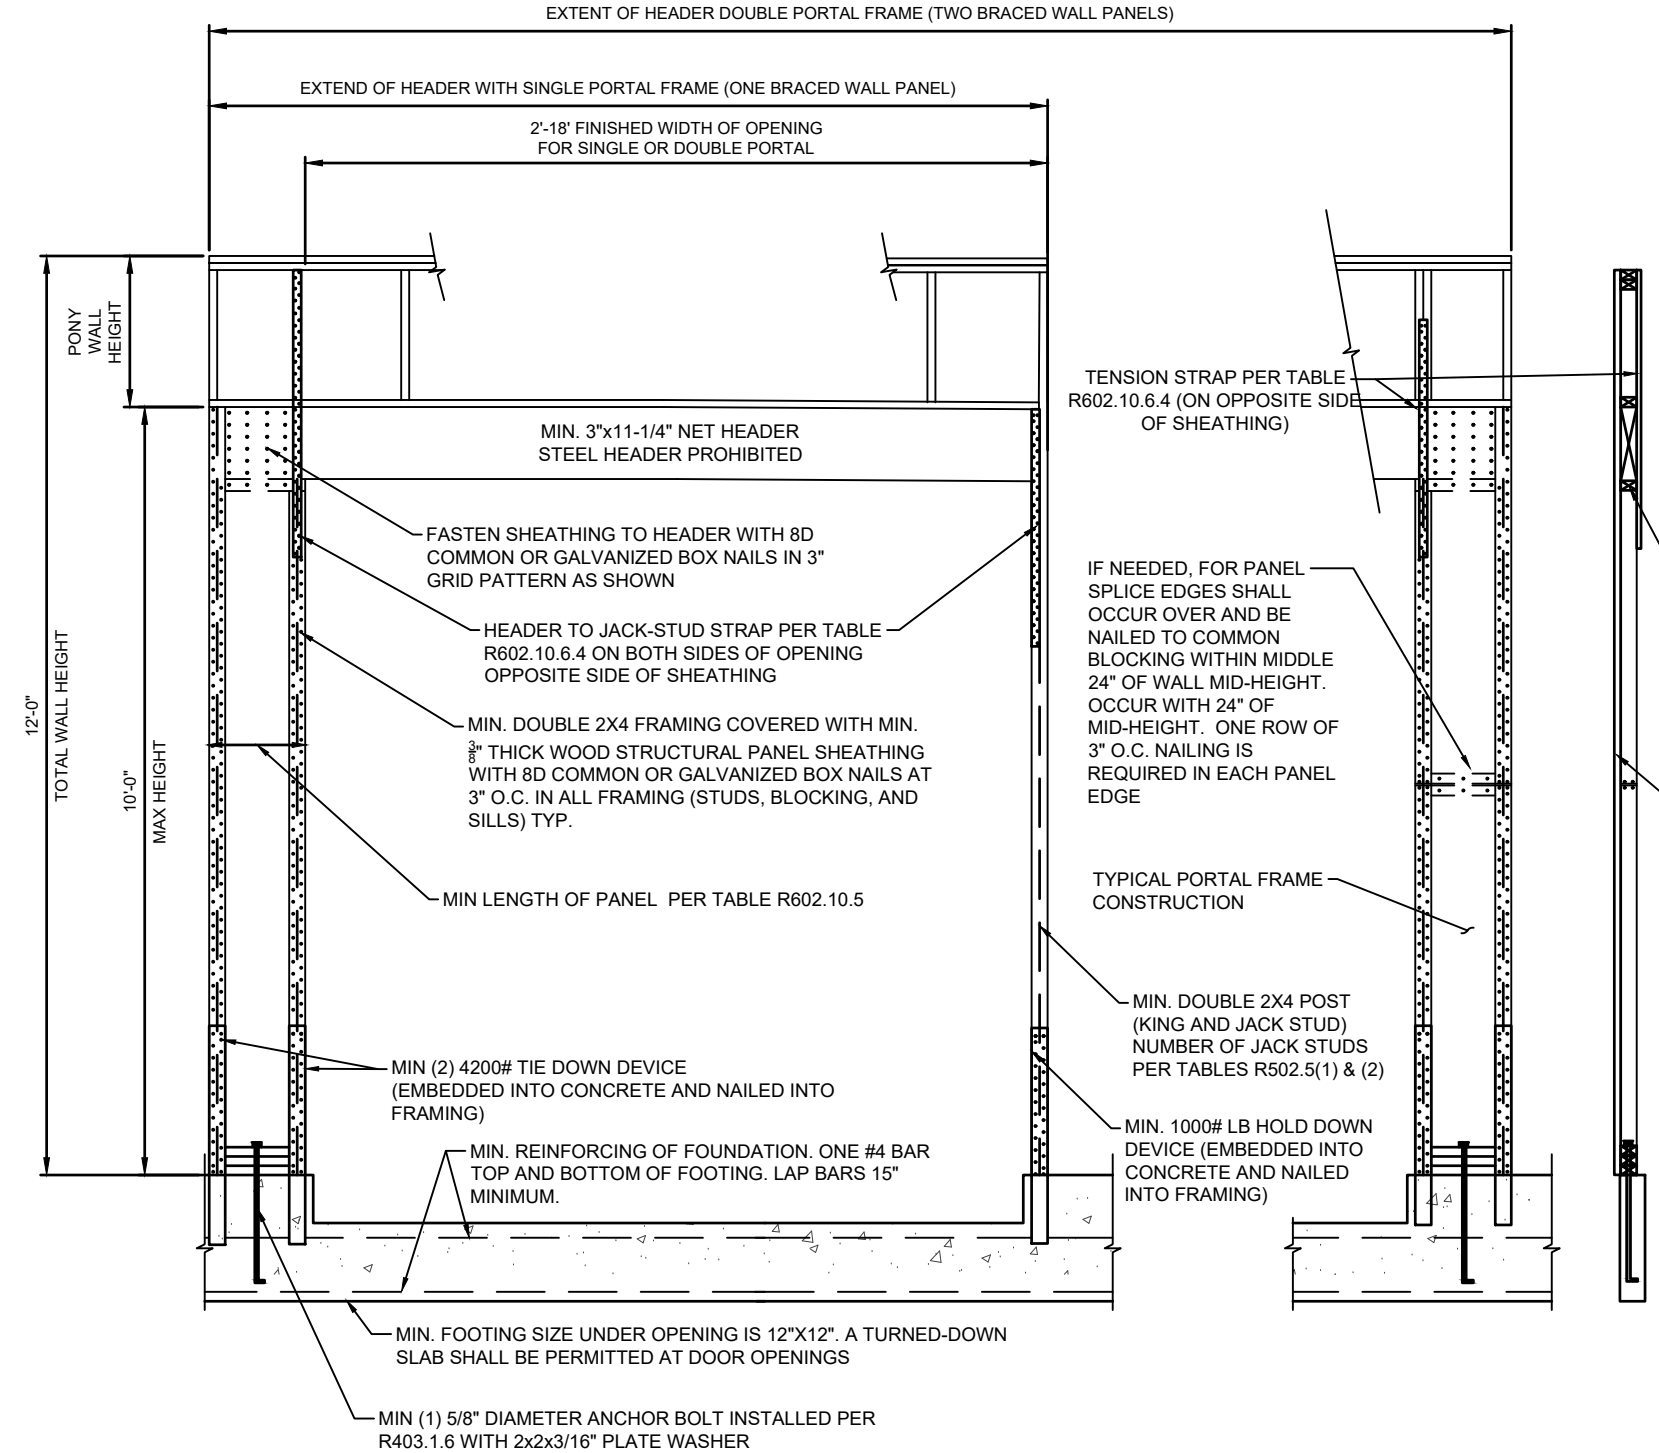 EXTENT OF HEADER DOUBLE PORTAL FRAME (TWO BRACED WALL PANELS)
EXTEND OF HEADER WITH SINGLE PORTAL FRAME (ONE BRACED WALL PANEL)
2'-18' FINISHED WIDTH OF OPENING
FOR SINGLE OR DOUBLE PORTAL
PONY
WALL
HEIGHT
12'-0"
TOTAL WALL HEIGHT
10'-0"
MAX HEIGHT
MIN. 3"x11-1/4" NET HEADER
STEEL HEADER PROHIBITED
TENSION STRAP PER TABLE
R602.10.6.4 (ON OPPOSITE SIDE
OF SHEATHING)
FASTEN SHEATHING TO HEADER WITH 8D
COMMON OR GALVANIZED BOX NAILS IN 3"
GRID PATTERN AS SHOWN
HEADER TO JACK-STUD STRAP PER TABLE
R602.10.6.4 ON BOTH SIDES OF OPENING
OPPOSITE SIDE OF SHEATHING
IF NEEDED, FOR PANEL
SPLICE EDGES SHALL
OCCUR OVER AND BE
NAILED TO COMMON
BLOCKING WITHIN MIDDLE
24" OF WALL MID-HEIGHT.
OCCUR WITH 24" OF
MID-HEIGHT. ONE ROW OF
3" O.C. NAILING IS
REQUIRED IN EACH PANEL
EDGE
MIN. DOUBLE 2X4 FRAMING COVERED WITH MIN.
3/8" THICK WOOD STRUCTURAL PANEL SHEATHING
WITH 8D COMMON OR GALVANIZED BOX NAILS AT
3" O.C. IN ALL FRAMING (STUDS, BLOCKING, AND
SILLS) TYP.
MIN LENGTH OF PANEL PER TABLE R602.10.5
TYPICAL PORTAL FRAME
CONSTRUCTION
MIN. DOUBLE 2X4 POST
(KING AND JACK STUD)
NUMBER OF JACK STUDS
PER TABLES R502.5(1) & (2)
MIN (2) 4200# TIE DOWN DEVICE
(EMBEDDED INTO CONCRETE AND NAILED INTO
FRAMING)
MIN. 1000# LB HOLD DOWN
DEVICE (EMBEDDED INTO
CONCRETE AND NAILED
INTO FRAMING)
MIN. REINFORCING OF FOUNDATION. ONE #4 BAR
TOP AND BOTTOM OF FOOTING. LAP BARS 15"
MINIMUM.
MIN. FOOTING SIZE UNDER OPENING IS 12"X12". A TURNED-DOWN
SLAB SHALL BE PERMITTED AT DOOR OPENINGS
MIN (1) 5/8" DIAMETER ANCHOR BOLT INSTALLED PER
R403.1.6 WITH 2x2x3/16" PLATE WASHER